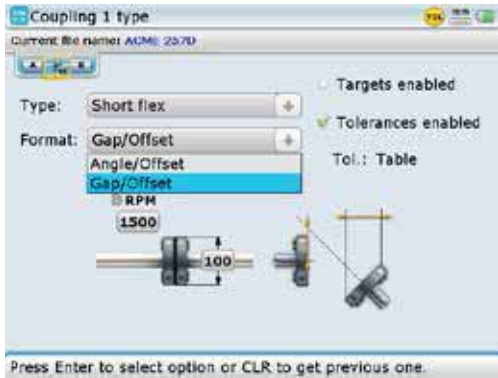 Coupling 1 type
TOL
Current file name: ACME 257D
A B
Targets enabled
Type: Short flex
Tolerances enabled
Format: Gap/Offset
Tol.: Table
Angle/Offset
Gap/Offset
RPM
1500
100
Press Enter to select option or CLR to get previous one.